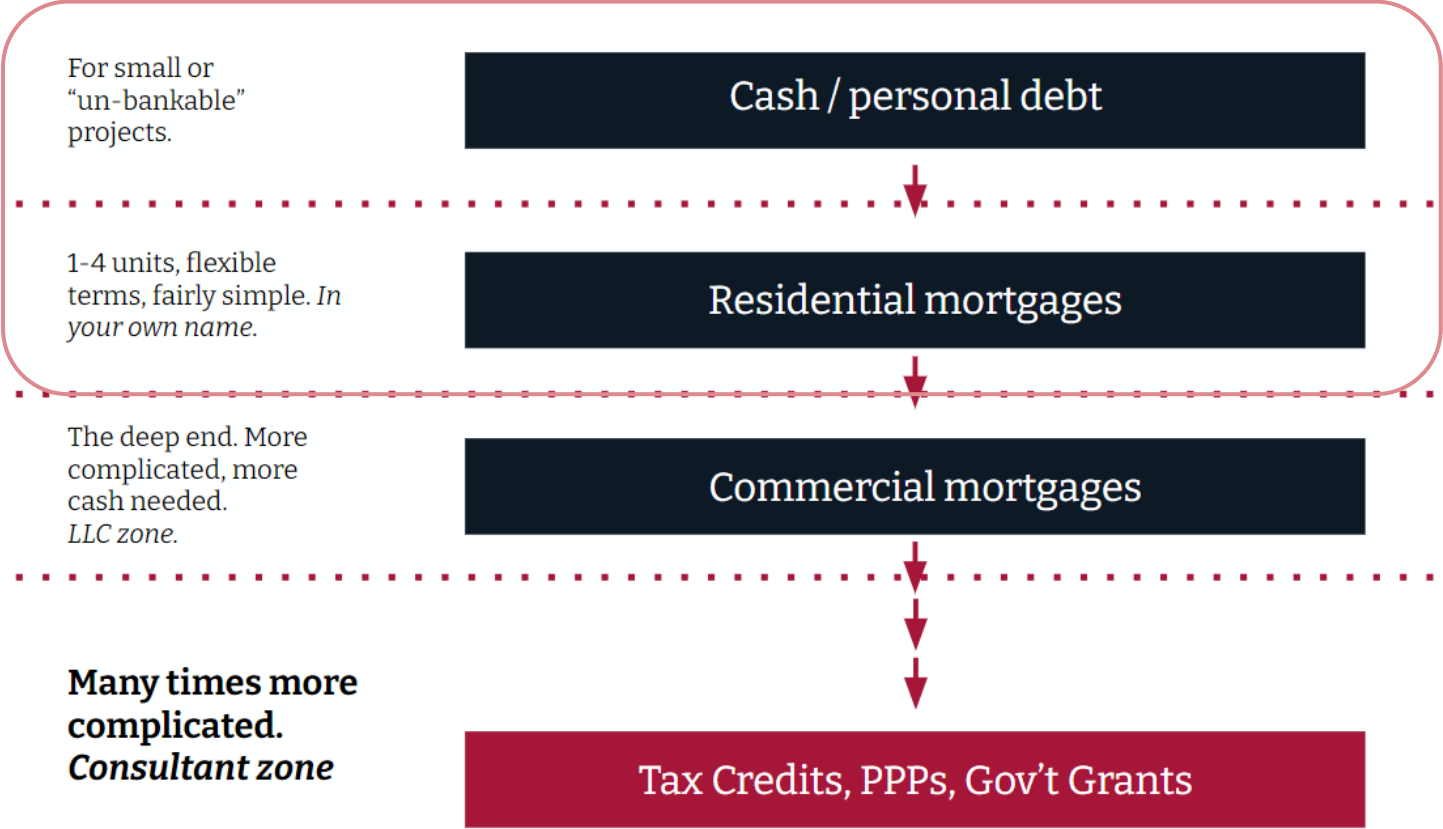 For small or
“un-bankable”
projects.
Cash / personal debt
1-4 units, flexible
terms, fairly simple. In
your own name.
Residential mortgages
The deep end. More
complicated, more
cash needed.
LLC zone.
Commercial mortgages
Many times more
complicated.
Consultant zone
Tax Credits, PPPs, Gov’t Grants